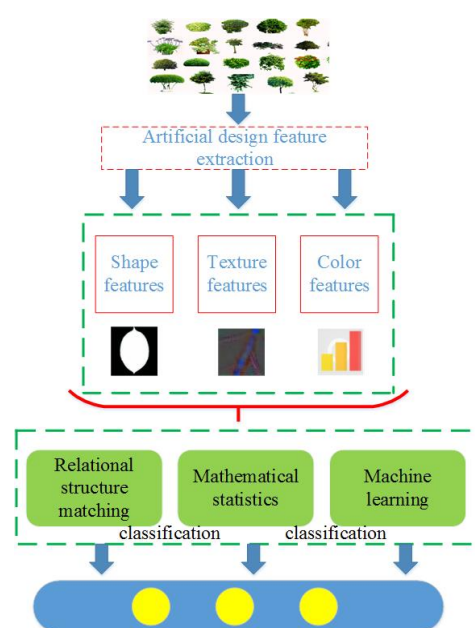 Artificial design feature
extraction
Shape
features
Texture
features
Color
features
Relational
structure
matching
Mathematical
statistics
Machine
learning
classification
classification